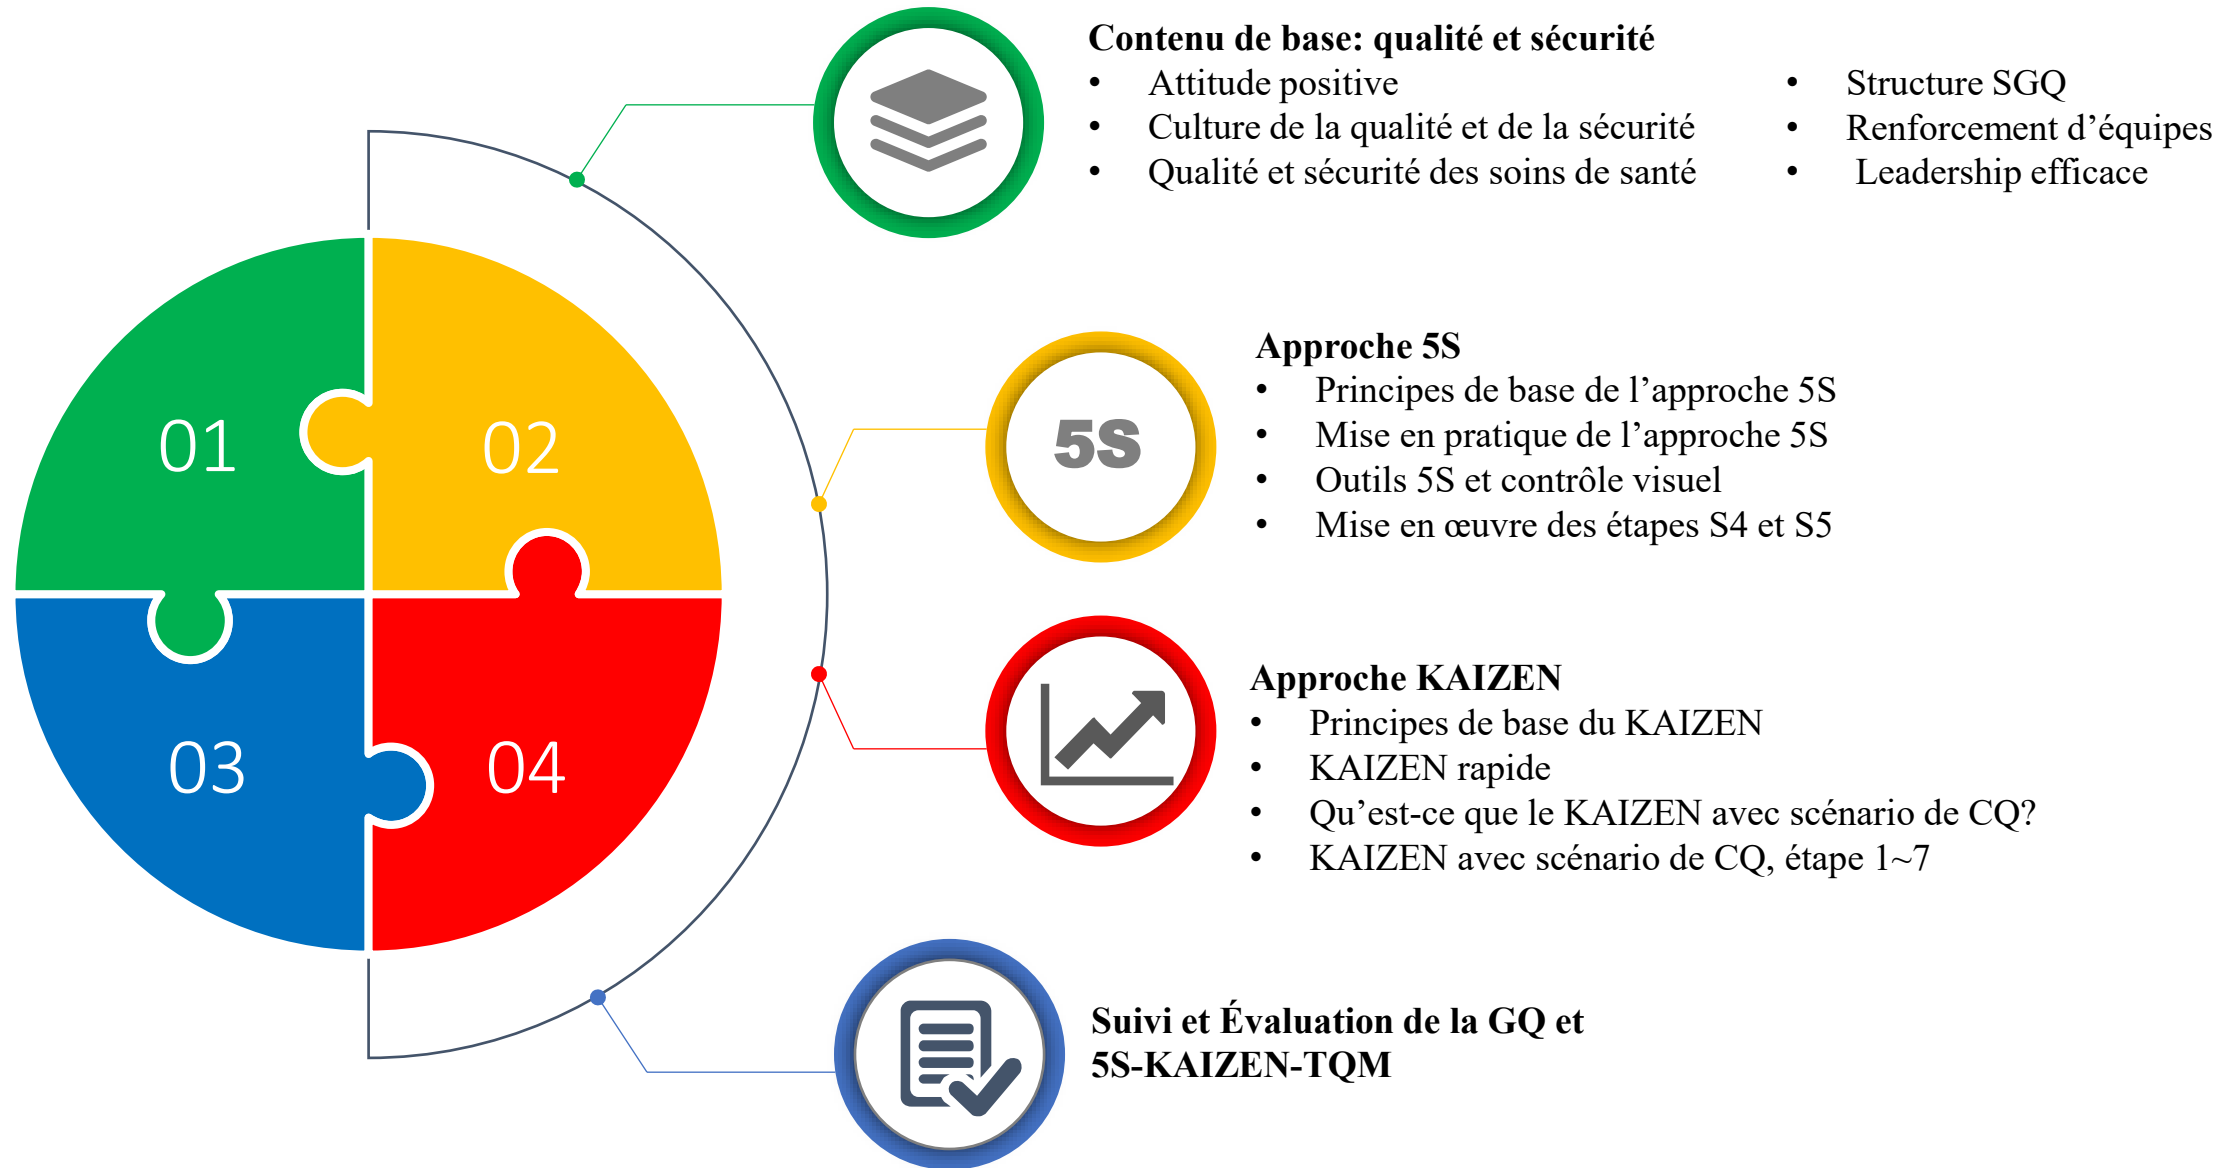 01
02
03
04
Contenu de base: qualité et sécurité
• Attitude positive
• Culture de la qualité et de la sécurité
• Qualité et sécurité des soins de santé
• Structure SGQ
• Renforcement d’équipes
• Leadership efficace
5S
Approche 5S
• Principes de base de l’approche 5S
• Mise en pratique de l’approche 5S
• Outils 5S et contrôle visuel
• Mise en œuvre des étapes S4 et S5
Approche KAIZEN
• Principes de base du KAIZEN
• KAIZEN rapide
• Qu’est-ce que le KAIZEN avec scénario de CQ?
• KAIZEN avec scénario de CQ, étape 1~7
Suivi et Évaluation de la GQ et
5S-KAIZEN-TQM